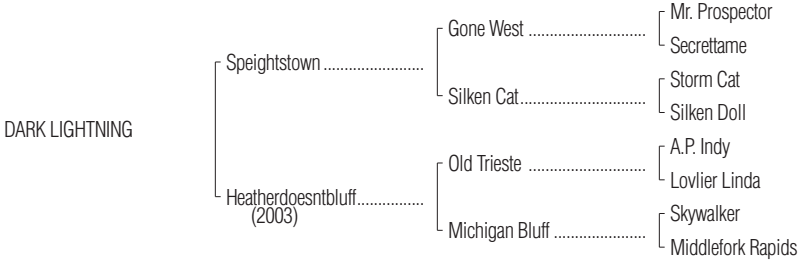 Mr. Prospector
Gone West ............................
Secrettame
Speightstown ........................
Storm Cat
Silken Cat..............................
Silken Doll
DARK LIGHTNING
A.P. Indy
Old Trieste ............................
Lovlier Linda
Heatherdoesntbluff................
(2003)
Skywalker
Michigan Bluff ......................
Middlefork Rapids